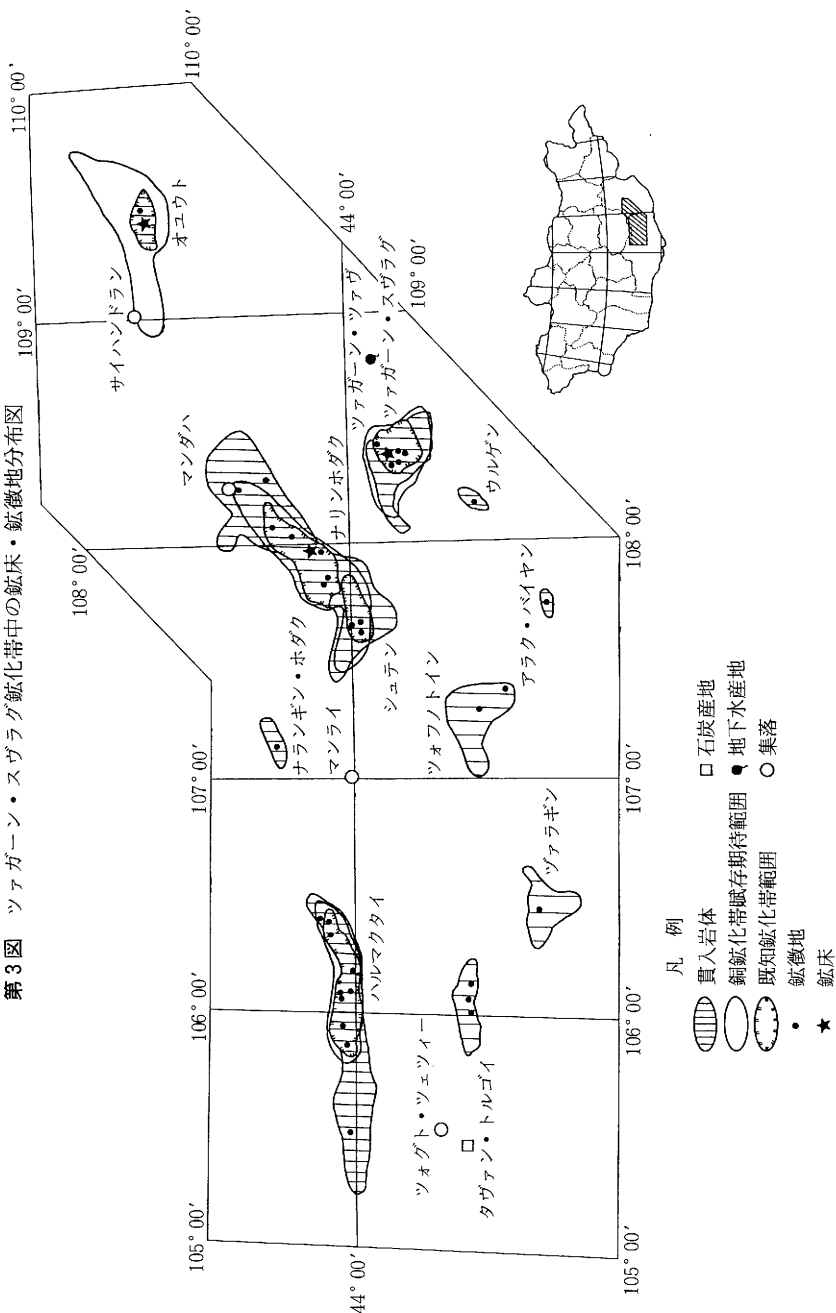 第3図 ツァガーン・スヴラグ鉱化帯中の鉱床・鉱徴地分布図
105° 00′
106° 00′
107° 00′
108° 00′
109° 00′
110° 00′
110° 00′
44° 00′
44° 00′
109° 00′
108° 00′
107° 00′
106° 00′
105° 00′
サイハンドラン
オユウト
マンダハ
ナリンホダク
ツァガーン・ツァヴ
ツァガーン・スヴラグ
ウルゲン
ナランギン・ホダク
マンライ
シュテン
ツォワノトイン
アラク・バイヤン
ハルマクタイ
ヅァラギン
ツォグト・ツェツィー
タヴァン・トルゴイ
凡 例
貫入岩体
銅鉱化帯賦存期待範囲
既知鉱化帯範囲
鉱徴地
鉱床
石炭産地
地下水産地
集落